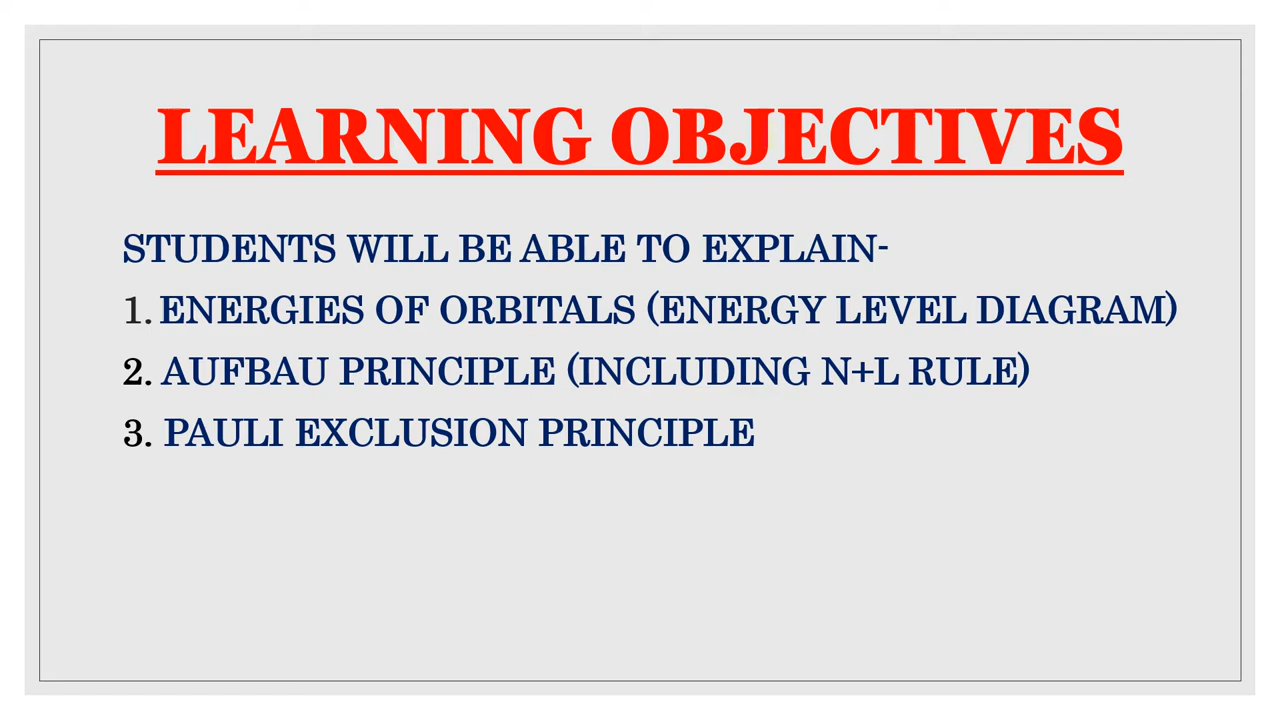 LEARNING OBJECTIVES
STUDENTS WILL BE ABLE TO EXPLAIN-
1. ENERGIES OF ORBITALS (ENERGY LEVEL DIAGRAM)
2. AUFBAU PRINCIPLE (INCLUDING N+L RULE)
3. PAULI EXCLUSION PRINCIPLE